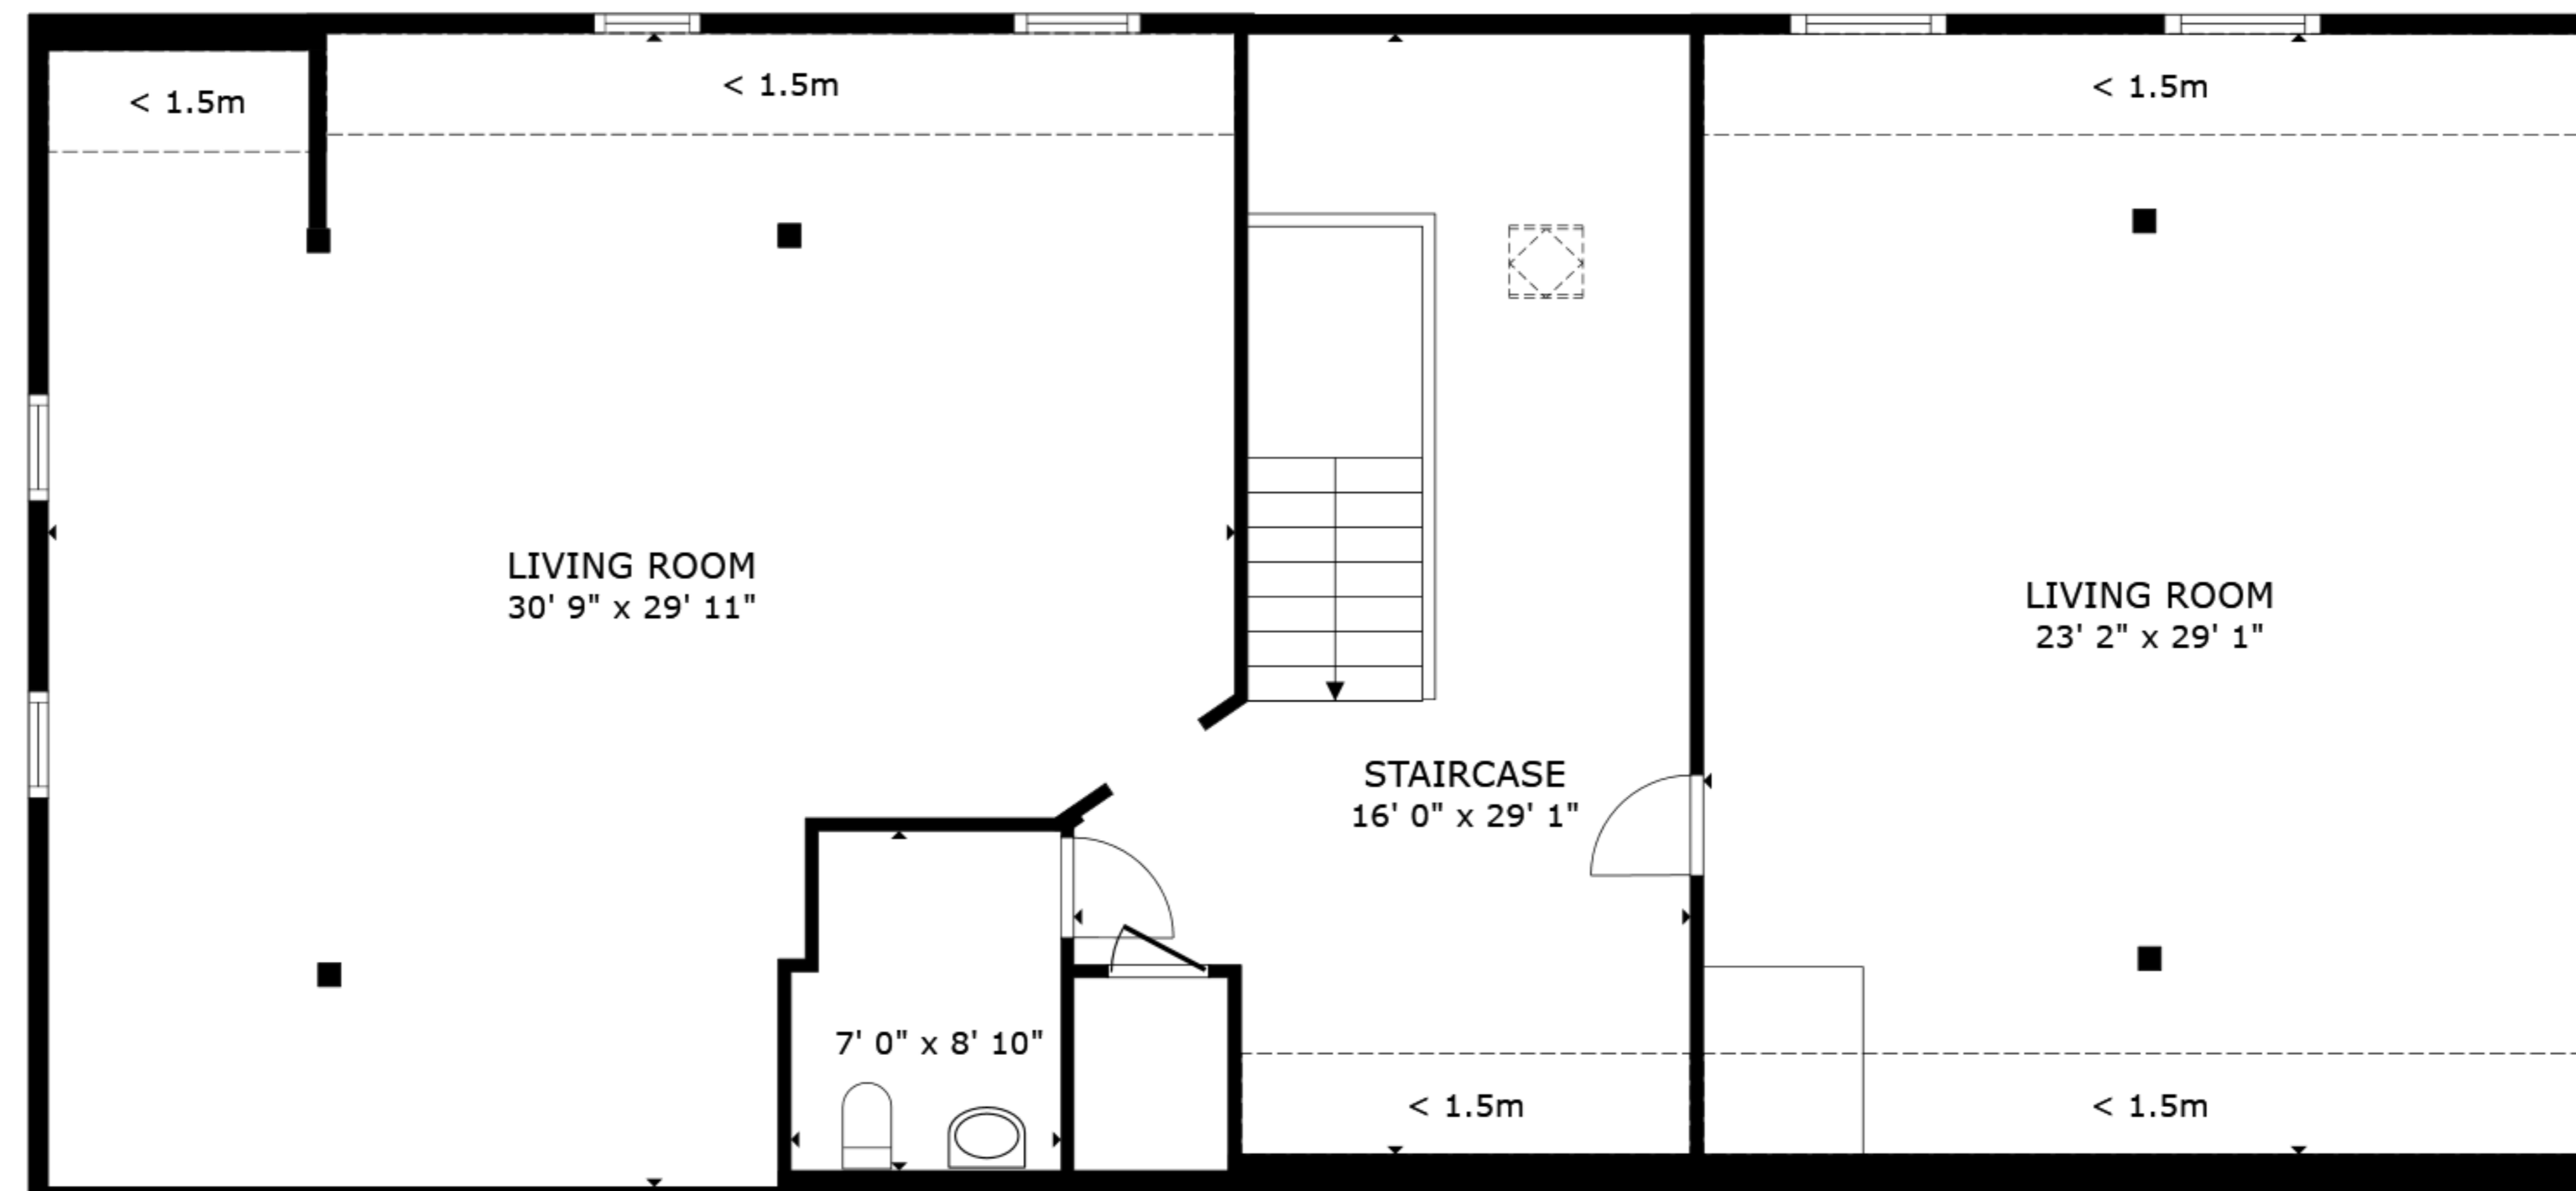 < 1.5m
< 1.5m
< 1.5m
LIVING ROOM
30' 9" x 29' 11"
LIVING ROOM
23' 2" x 29' 1"
STAIRCASE
16' 0" x 29' 1"
7' 0" x 8' 10"
< 1.5m
< 1.5m